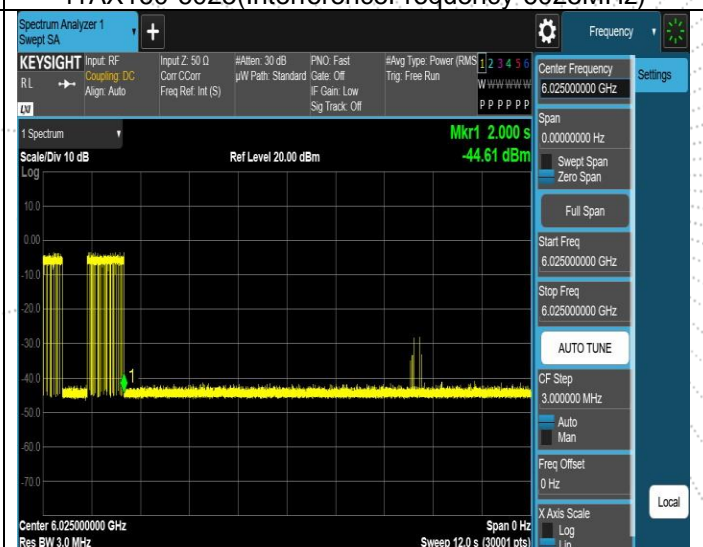 11AX160-6025(InterferenceFrequency 6025MHz)
Spectrum Analyzer 1
Swept SA
+
Frequency
KEYSIGHT
Input: RF
Input Z: 50 Ω
#Atten: 30 dB
PNO: Fast
#Avg Type: Power (RMS
1 2 3 4 5 6
RL
Coupling: DC
Corr CCorr
µW Path: Standard
Gate: Off
Trig: Free Run
Align: Auto
Freq Ref: Int (S)
IF Gain: Low
W W W W W W
LXI
Sig Track: Off
P P P P P P
1 Spectrum
Mkr1 2.000 s
Scale/Div 10 dB
Ref Level 20.00 dBm
-44.61 dBm
Log
10.0
0.00
-10.0
-20.0
-30.0
-40.0
1
-50.0
-60.0
-70.0
Center 6.025000000 GHz
Span 0 Hz
Res BW 3.0 MHz
Sweep 12.0 s (30001 pts)
Center Frequency
6.025000000 GHz
Settings
Span
0.00000000 Hz
Swept Span
Zero Span
Full Span
Start Freq
6.025000000 GHz
Stop Freq
6.025000000 GHz
AUTO TUNE
CF Step
3.000000 MHz
Auto
Man
Freq Offset
0 Hz
Local
X Axis Scale
Log
Lin